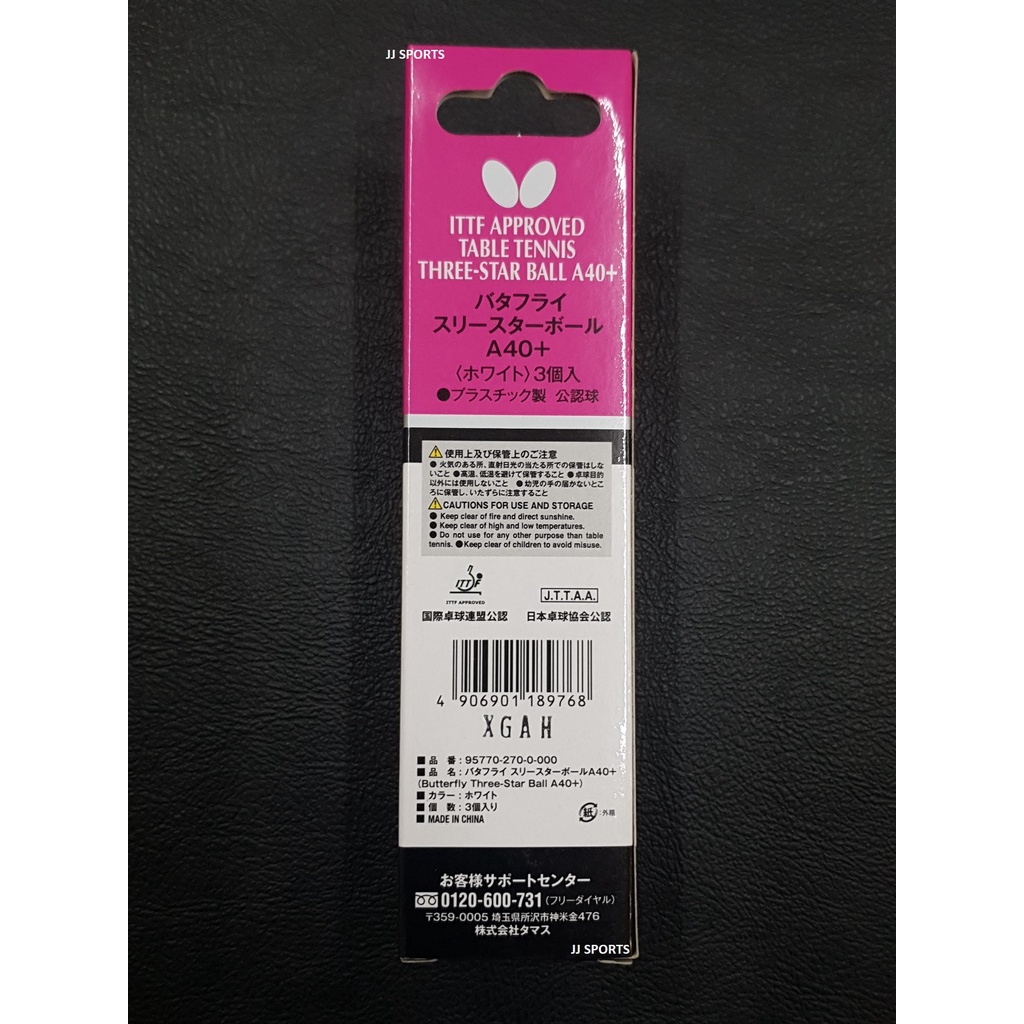 JJ SPORTS
ITTF APPROVED
TABLE TENNIS
THREE-STAR BALL A40+
バタフライ
スリースターボール
A40+
〈ホワイト〉3個入
●プラスチック製 公認球
使用上及び保管上のご注意
●火気のある所、直射日光の当たる所での保管はしな
いこと ●高温、低温を避けて保管すること ●卓球目的
以外には使用しないこと ●幼児の手の届かないとこ
ろに保管し、いたずらに注意すること
CAUTIONS FOR USE AND STORAGE
● Keep clear of fire and direct sunshine.
● Keep clear of high and low temperatures.
● Do not use for any other purpose than table
tennis. ●Keep clear of children to avoid misuse.
ITTF
ITTF APPROVED
J.T.T.A.A.
国際卓球連盟公認 日本卓球協会公認
4 906901 189768
XGAH
■品 番：95770-270-0-000
■品 名：バタフライ スリースターボールA40+
(Butterfly Three-Star Ball A40+)
■カラー：ホワイト
■個 数：3個入り
■MADE IN CHINA
紙：外箱
お客様サポートセンター
0120-600-731 (フリーダイヤル)
〒359-0005 埼玉県所沢市神米金476
株式会社タマス
JJ SPORTS